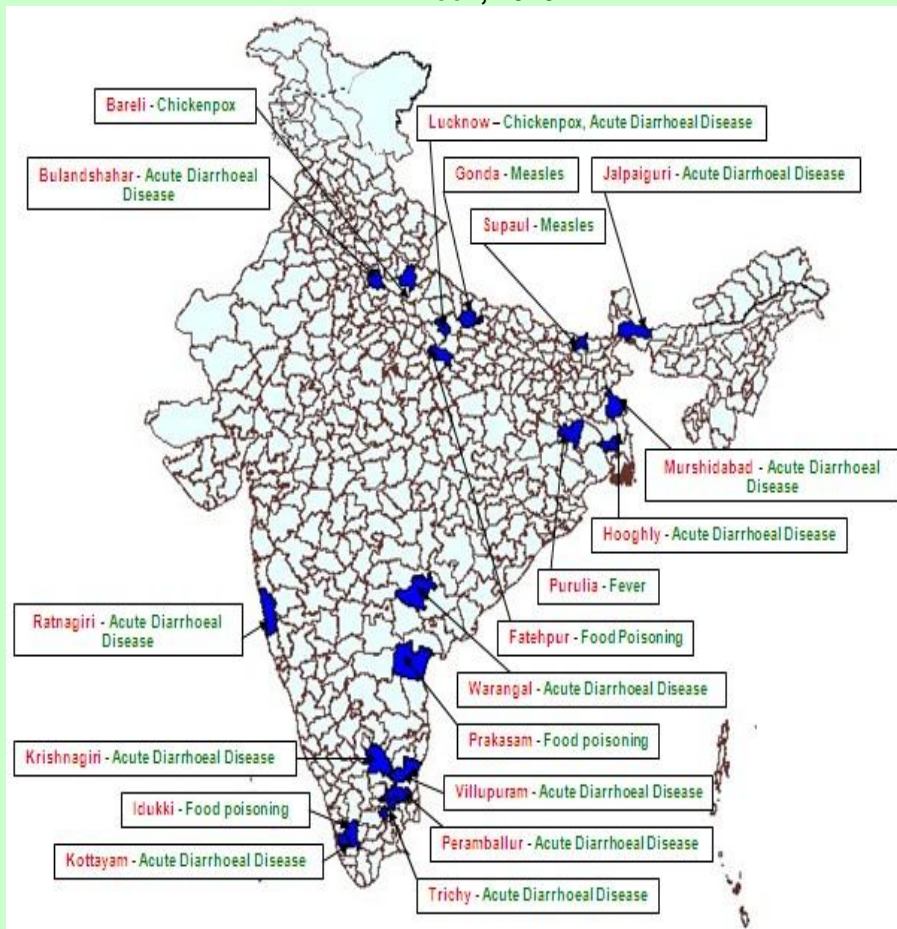 Bareli - Chickenpox
Lucknow – Chickenpox, Acute Diarrhoeal Disease
Bulandshahar - Acute Diarrhoeal
Disease
Gonda - Measles
Jalpaiguri - Acute Diarrhoeal Disease
Supaul - Measles
Murshidabad - Acute Diarrhoeal
Disease
Hooghly - Acute Diarrhoeal Disease
Purulia - Fever
Ratnagiri - Acute Diarrhoeal
Disease
Fatehpur - Food Poisoning
Warangal - Acute Diarrhoeal Disease
Prakasam - Food poisoning
Krishnagiri - Acute Diarrhoeal Disease
Villupuram - Acute Diarrhoeal Disease
Idukki - Food poisoning
Peramballur - Acute Diarrhoeal Disease
Kottayam - Acute Diarrhoeal Disease
Trichy - Acute Diarrhoeal Disease